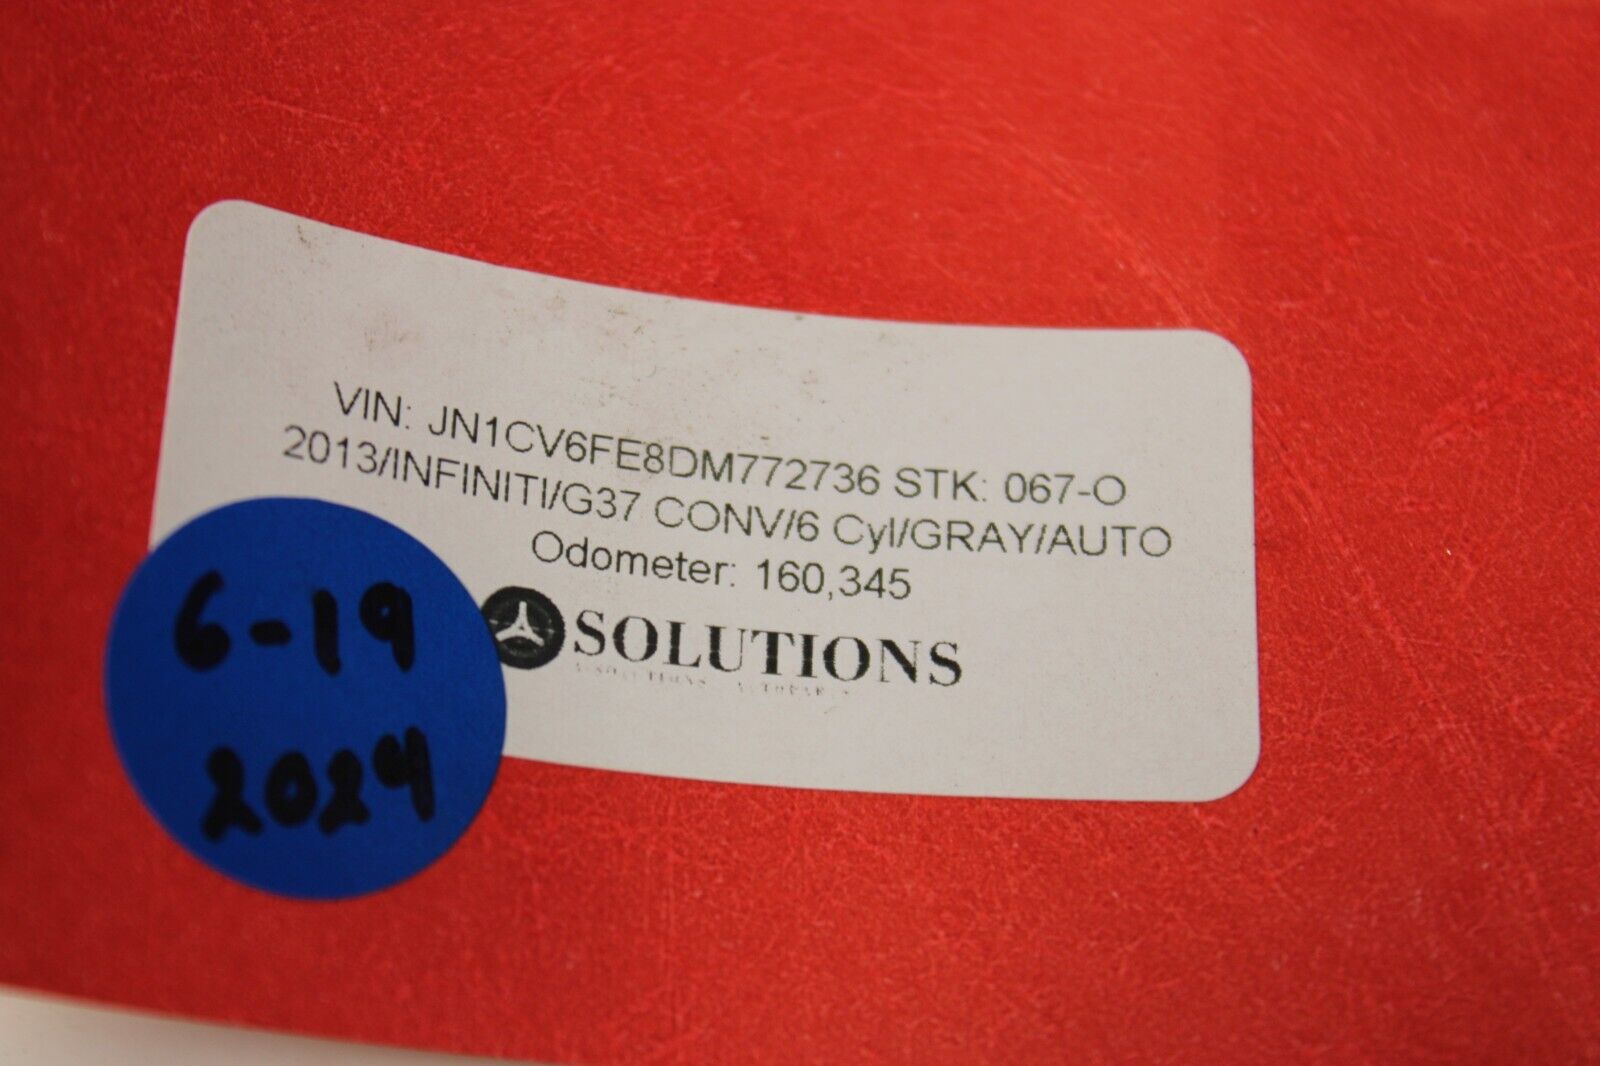 VIN: JN1CV6FE8DM772736 STK: 067-O
2013/INFINITI/G37 CONV/6 Cyl/GRAY/AUTO
Odometer: 160,345
SOLUTIONS
6-19
2024